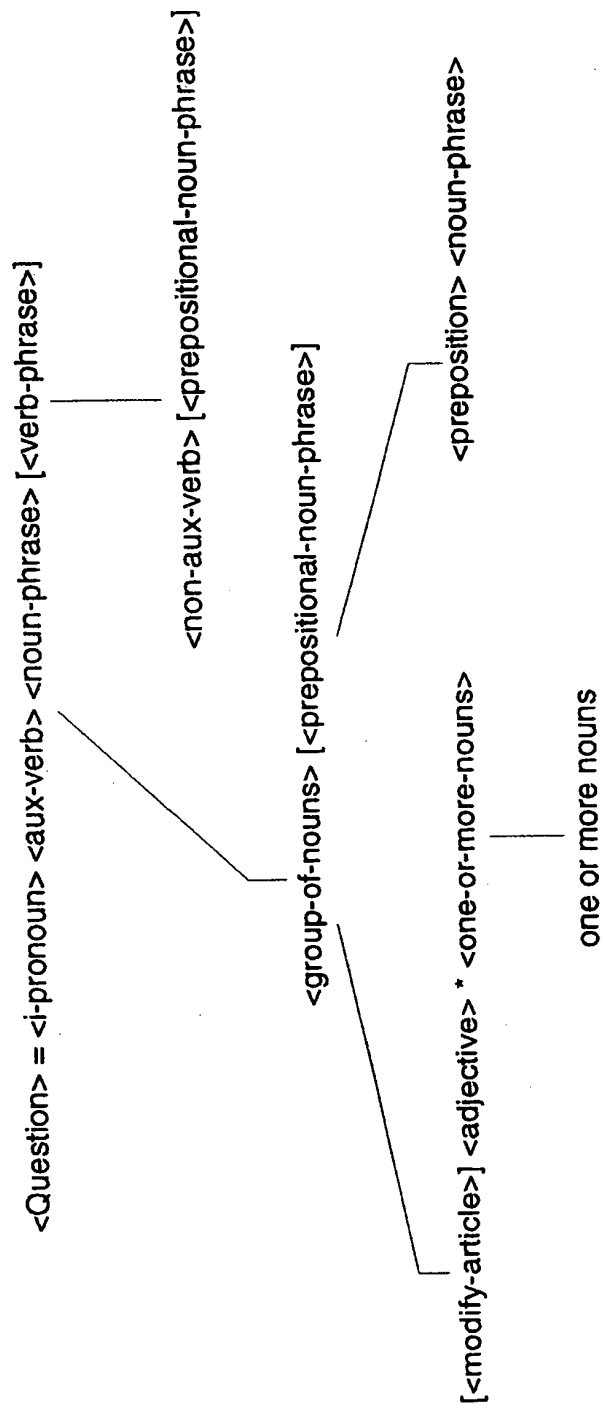 <Question> = <i-pronoun> <aux-verb> <noun-phrase> [<verb-phrase>]
<non-aux-verb> [<prepositional-noun-phrase>]
<group-of-nouns> [<prepositional-noun-phrase>]
<preposition> <noun-phrase>
[<modify-article>] <adjective> * <one-or-more-nouns>
one or more nouns